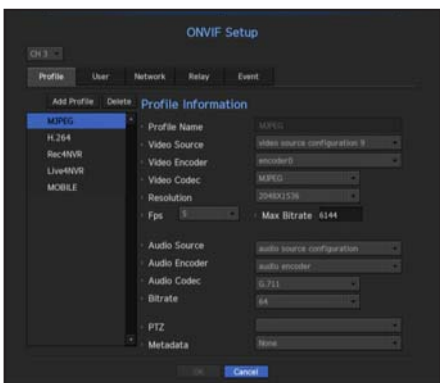 ONVIF Setup
CH 3
Profile User Network Relay Event
Add Profile Delete Profile Information
MJPEG
H.264
Rec4NVR
Live4NVR
MOBILE
Profile Name MJPEG
Video Source video source configuration 9
Video Encoder encoder0
Video Codec MJPEG
Resolution 2048X1536
Fps 5 Max Bitrate 6144
Audio Source audio source configuration
Audio Encoder audio encoder
Audio Codec G.711
Bitrate 64
PTZ
Metadata None
OK Cancel